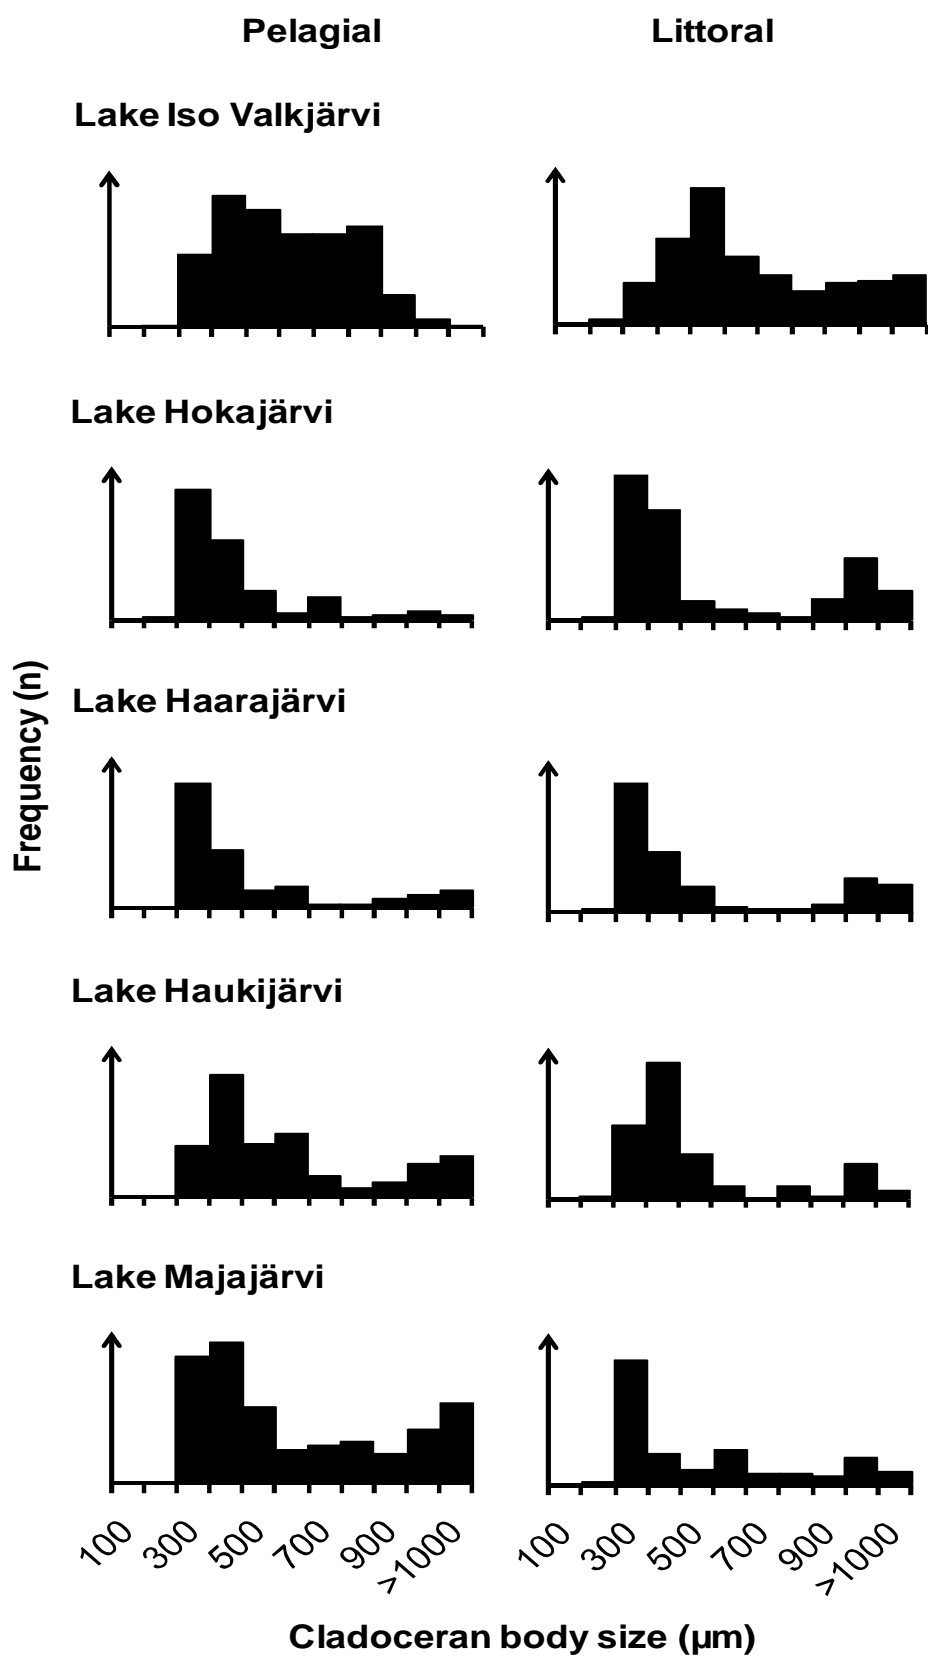 Pelagial Littoral
Lake Iso Valkjärvi
Lake Hokajärvi
Lake Haarajärvi
Lake Haukijärvi
Lake Majajärvi
Frequency (n)
100 300 500 700 900 >1000 100 300 500 700 900 >1000
Cladoceran body size (µm)